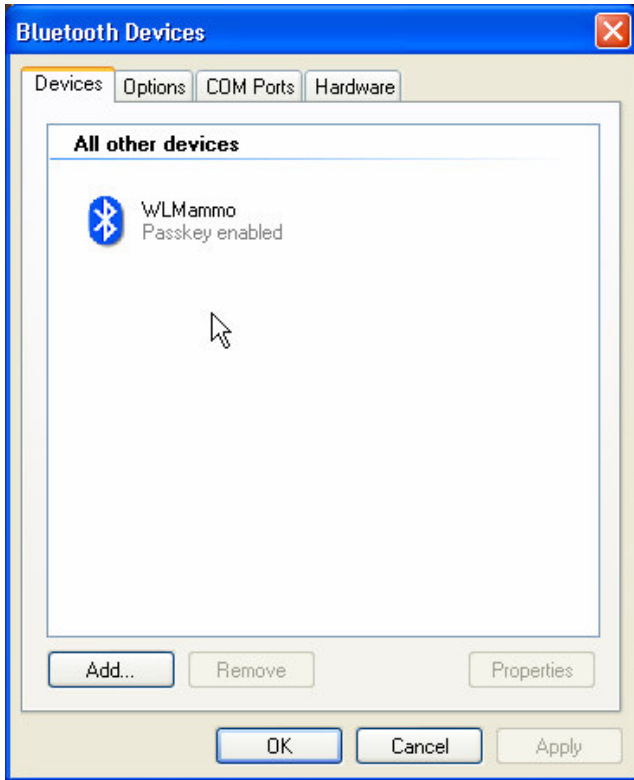 Bluetooth Devices
Devices Options COM Ports Hardware
All other devices
WLMammo
Passkey enabled
Add... Remove Properties
OK Cancel Apply